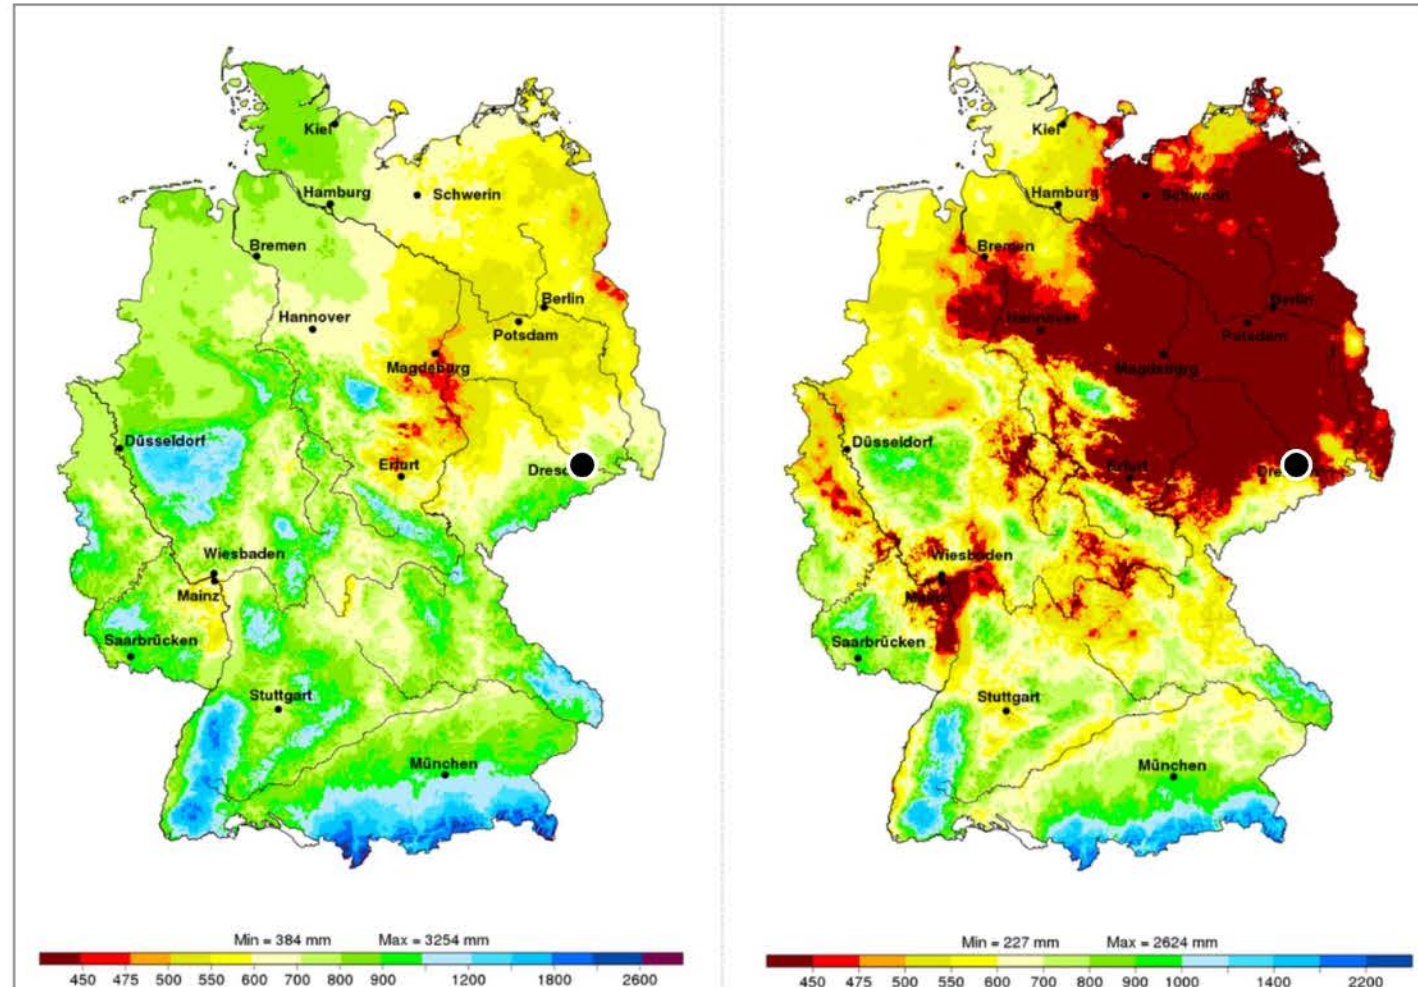 Kiel
Hamburg
Schwerin
Bremen
Berlin
Hannover
Potsdam
Magdeburg
Düsseldorf
Erfurt
Wiesbaden
Mainz
Saarbrücken
Stuttgart
München
Min = 384 mm Max = 3254 mm
450 475 500 550 600 700 800 900 1200 1800 2600
Kiel
Hamburg
Schwerin
Bremen
Berlin
Hannover
Potsdam
Magdeburg
Düsseldorf
Erfurt
Wiesbaden
Mainz
Saarbrücken
Stuttgart
München
Min = 227 mm Max = 2624 mm
450 475 500 550 600 700 800 900 1000 1400 2200